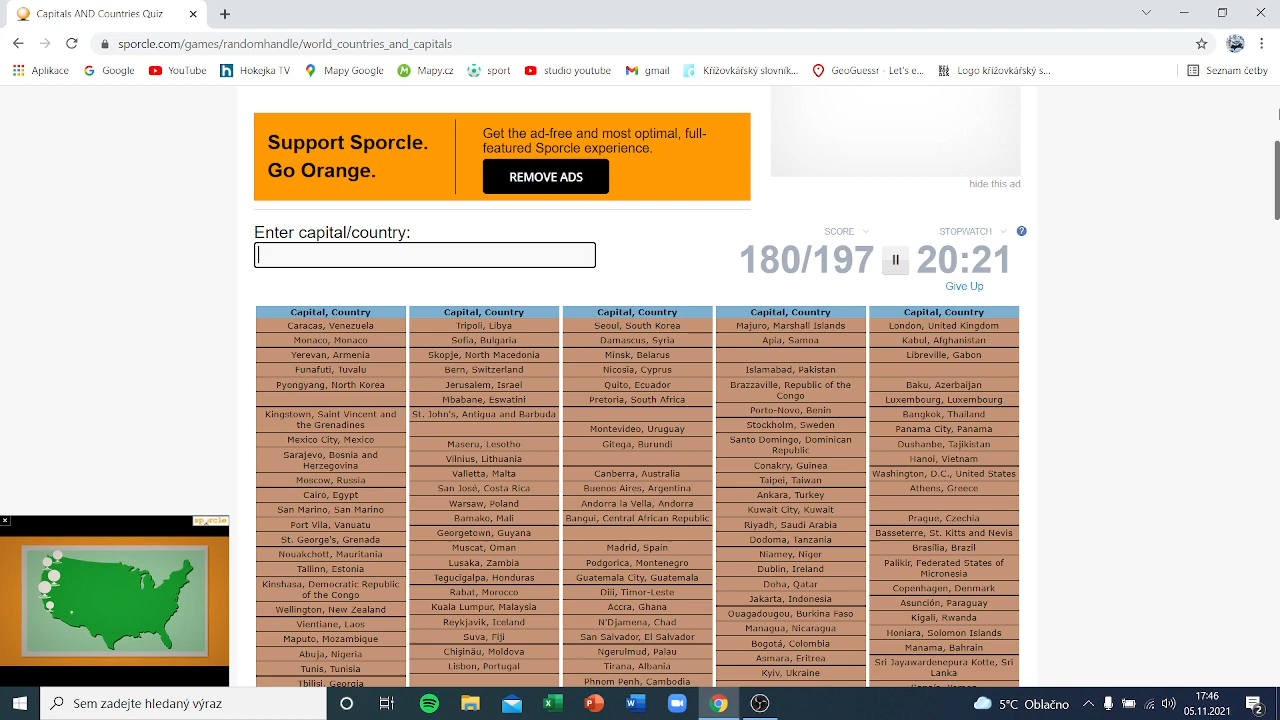 Capitals AND Countries Quiz
sporcle.com/games/randomo/world_countries_and_capitals
Aplikace Google YouTube Hokejka TV Mapy Google Mapy.cz sport studio youtube gmail Křížovkářský slovník... GeoGuessr - Let's e... Logo křížovkářský s... Seznam četby
Support Sporcle.
Go Orange.
Get the ad-free and most optimal, full-
featured Sporcle experience.
REMOVE ADS
hide this ad
Enter capital/country:
SCORE STOPWATCH ?
180/197 20:21
Give Up
Capital, Country
Caracas, Venezuela
Monaco, Monaco
Yerevan, Armenia
Funafuti, Tuvalu
Pyongyang, North Korea
Kingstown, Saint Vincent and
the Grenadines
Mexico City, Mexico
Sarajevo, Bosnia and
Herzegovina
Moscow, Russia
Cairo, Egypt
San Marino, San Marino
Port Vila, Vanuatu
St. George's, Grenada
Nouakchott, Mauritania
Tallinn, Estonia
Kinshasa, Democratic Republic
of the Congo
Wellington, New Zealand
Vientiane, Laos
Maputo, Mozambique
Abuja, Nigeria
Tunis, Tunisia
Tbilisi, Georgia
Capital, Country
Tripoli, Libya
Sofia, Bulgaria
Skopje, North Macedonia
Bern, Switzerland
Jerusalem, Israel
Mbabane, Eswatini
St. John's, Antigua and Barbuda
Maseru, Lesotho
Vilnius, Lithuania
Valletta, Malta
San José, Costa Rica
Warsaw, Poland
Bamako, Mali
Georgetown, Guyana
Muscat, Oman
Lusaka, Zambia
Tegucigalpa, Honduras
Rabat, Morocco
Kuala Lumpur, Malaysia
Reykjavik, Iceland
Suva, Fiji
Chișinău, Moldova
Lisbon, Portugal
Capital, Country
Seoul, South Korea
Damascus, Syria
Minsk, Belarus
Nicosia, Cyprus
Quito, Ecuador
Pretoria, South Africa
Montevideo, Uruguay
Gitega, Burundi
Canberra, Australia
Buenos Aires, Argentina
Andorra la Vella, Andorra
Bangui, Central African Republic
Madrid, Spain
Podgorica, Montenegro
Guatemala City, Guatemala
Dili, Timor-Leste
Accra, Ghana
N'Djamena, Chad
San Salvador, El Salvador
Ngerulmud, Palau
Tirana, Albania
Phnom Penh, Cambodia
Capital, Country
Majuro, Marshall Islands
Apia, Samoa
Islamabad, Pakistan
Brazzaville, Republic of the
Congo
Porto-Novo, Benin
Stockholm, Sweden
Santo Domingo, Dominican
Republic
Conakry, Guinea
Taipei, Taiwan
Ankara, Turkey
Kuwait City, Kuwait
Riyadh, Saudi Arabia
Dodoma, Tanzania
Niamey, Niger
Dublin, Ireland
Doha, Qatar
Jakarta, Indonesia
Ouagadougou, Burkina Faso
Managua, Nicaragua
Bogotá, Colombia
Asmara, Eritrea
Kyiv, Ukraine
Capital, Country
London, United Kingdom
Kabul, Afghanistan
Libreville, Gabon
Baku, Azerbaijan
Luxembourg, Luxembourg
Bangkok, Thailand
Panama City, Panama
Dushanbe, Tajikistan
Hanoi, Vietnam
Washington, D.C., United States
Athens, Greece
Prague, Czechia
Basseterre, St. Kitts and Nevis
Brasília, Brazil
Palikir, Federated States of
Micronesia
Copenhagen, Denmark
Asunción, Paraguay
Kigali, Rwanda
Honiara, Solomon Islands
Manama, Bahrain
Sri Jayawardenepura Kotte, Sri
Lanka
sporcle
Sem zadejte hledaný výraz
5°C Oblačno
17:46
05.11.2021
2